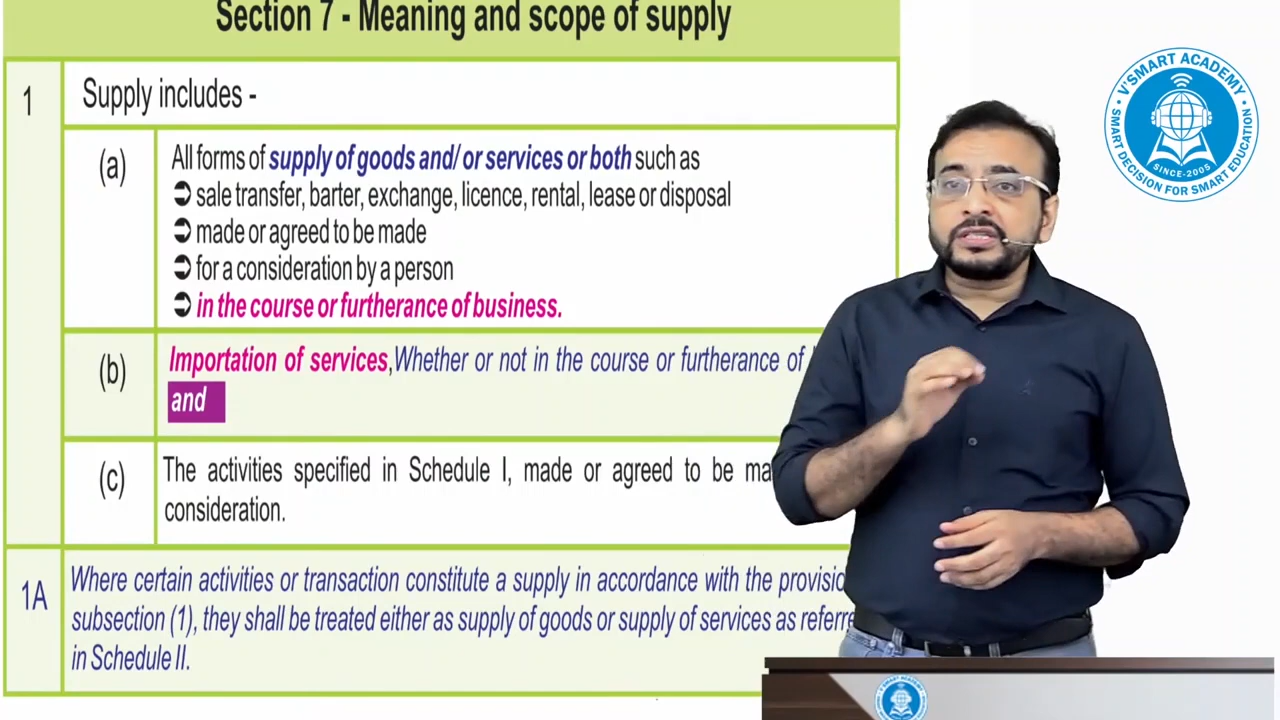 Section 7 - Meaning and scope of supply
1
Supply includes -
(a)
All forms of supply of goods and/ or services or both such as
➲ sale transfer, barter, exchange, licence, rental, lease or disposal
➲ made or agreed to be made
➲ for a consideration by a person
➲ in the course or furtherance of business.
(b)
Importation of services,Whether or not in the course or furtherance of
and
(c)
The activities specified in Schedule I, made or agreed to be
consideration.
1A
Where certain activities or transaction constitute a supply in accordance with the
subsection (1), they shall be treated either as supply of goods or supply of services as
in Schedule II.
V'SMART ACADEMY
SINCE-2005
SMART DECISION FOR SMART EDUCATION